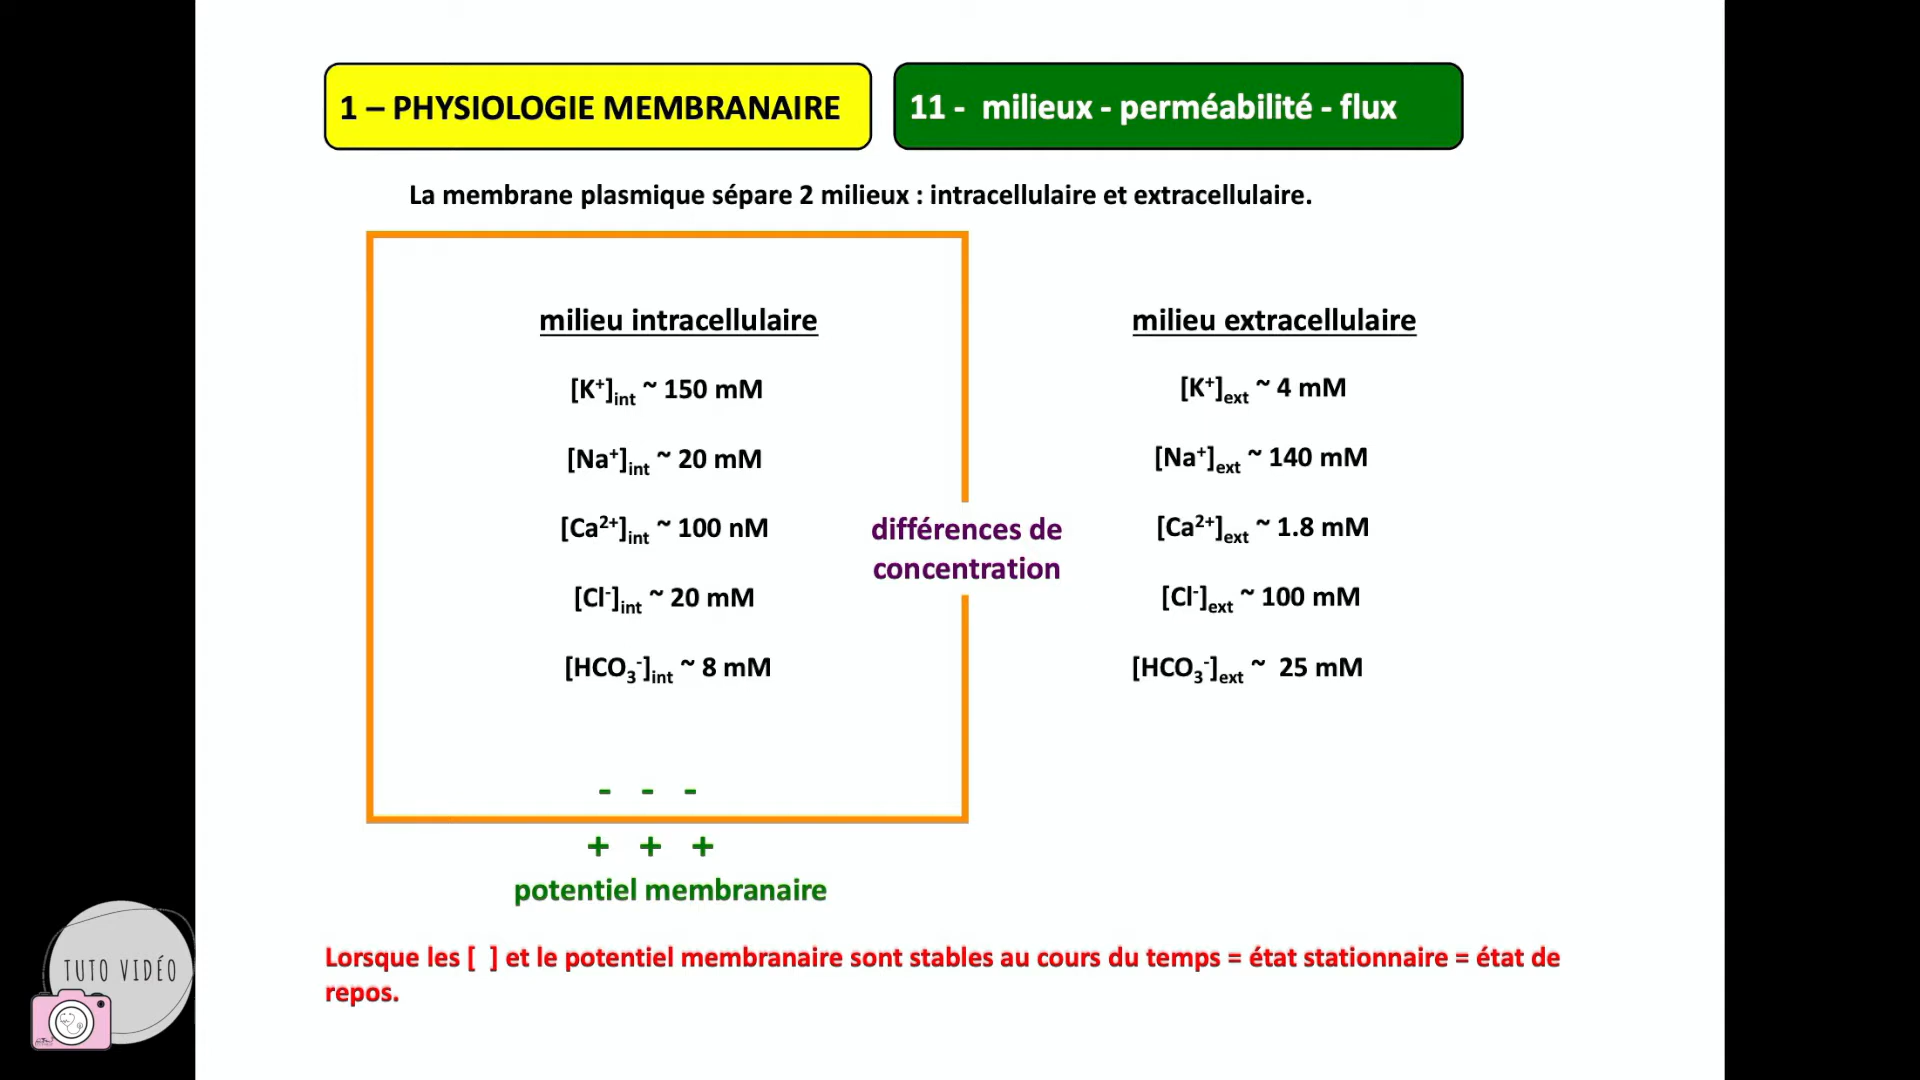 1 – PHYSIOLOGIE MEMBRANAIRE
11 - milieux - perméabilité - flux
La membrane plasmique sépare 2 milieux : intracellulaire et extracellulaire.
milieu intracellulaire
[K⁺]int ~ 150 mM
[Na⁺]int ~ 20 mM
[Ca²⁺]int ~ 100 nM
[Cl⁻]int ~ 20 mM
[HCO₃⁻]int ~ 8 mM
différences de
concentration
milieu extracellulaire
[K⁺]ext ~ 4 mM
[Na⁺]ext ~ 140 mM
[Ca²⁺]ext ~ 1.8 mM
[Cl⁻]ext ~ 100 mM
[HCO₃⁻]ext ~ 25 mM
- - -
+ + +
potentiel membranaire
Lorsque les [ ] et le potentiel membranaire sont stables au cours du temps = état stationnaire = état de
repos.
TUTO VIDÉO